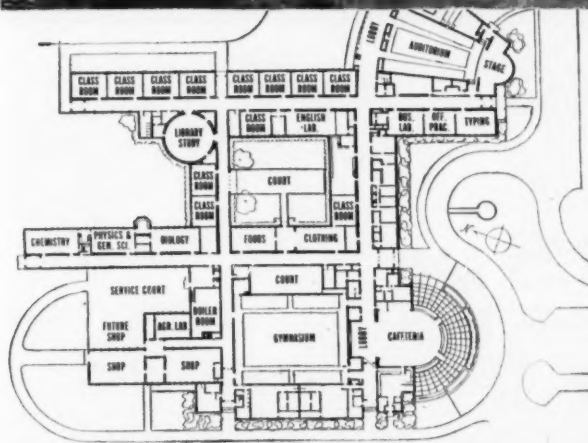 LOBBY
AUDITORIUM
STAGE
CLASS ROOM
CLASS ROOM
CLASS ROOM
CLASS ROOM
CLASS ROOM
CLASS ROOM
CLASS ROOM
CLASS ROOM
LIBRARY
STUDY
CLASS ROOM
ENGLISH
-LAB.
BUS. LAB.
OFF. PRAC.
TYPING
CLASS ROOM
CLASS ROOM
COURT
CLASS ROOM
CHEMISTRY
PHYSICS &
GEN. SCI.
BIOLOGY
FOODS
CLOTHING
N
SERVICE COURT
COURT
BOILER
ROOM
FUTURE
SHOP
AGR. LAB.
GYMNASIUM
LOBBY
CAFETERIA
SHOP
SHOP